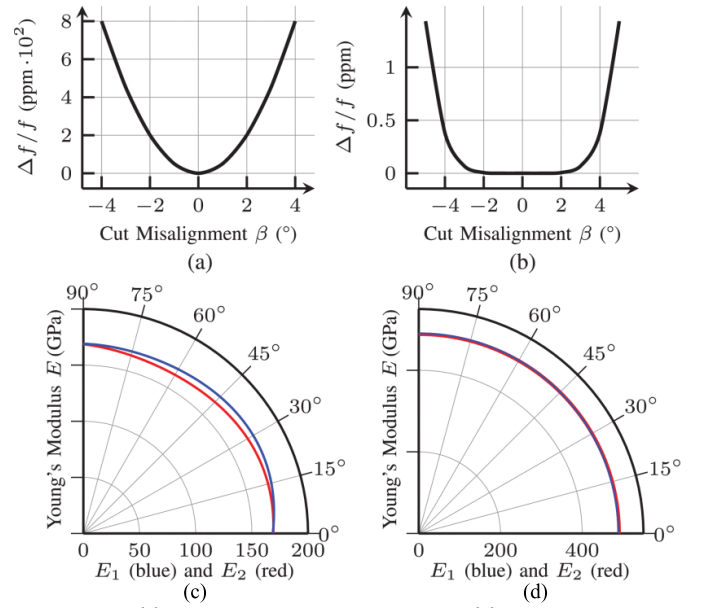 8
6
4
2
0
Δf/f (ppm·10²)
−4 −2 0 2 4
Cut Misalignment β (°)
(a)
1
0.5
0
Δf/f (ppm)
−4 −2 0 2 4
Cut Misalignment β (°)
(b)
90°
75°
60°
45°
30°
15°
0°
Young's Modulus E (GPa)
0 50 100 150 200
E₁ (blue) and E₂ (red)
(c)
90°
75°
60°
45°
30°
15°
0°
Young's Modulus E (GPa)
0 200 400
E₁ (blue) and E₂ (red)
(d)